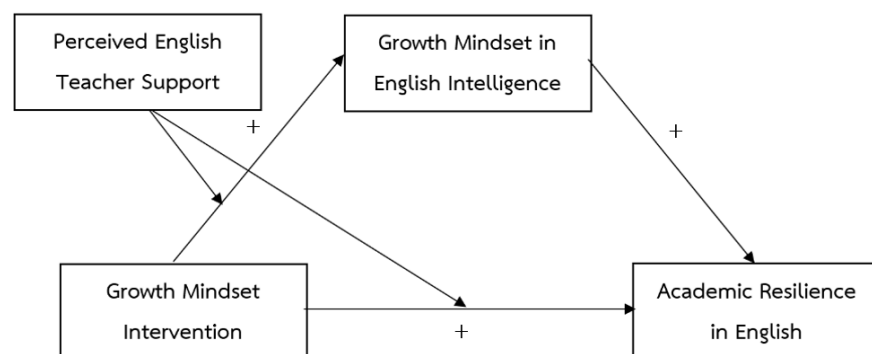 Perceived English
Teacher Support
Growth Mindset in
English Intelligence
+
+
Growth Mindset
Intervention
+
Academic Resilience
in English